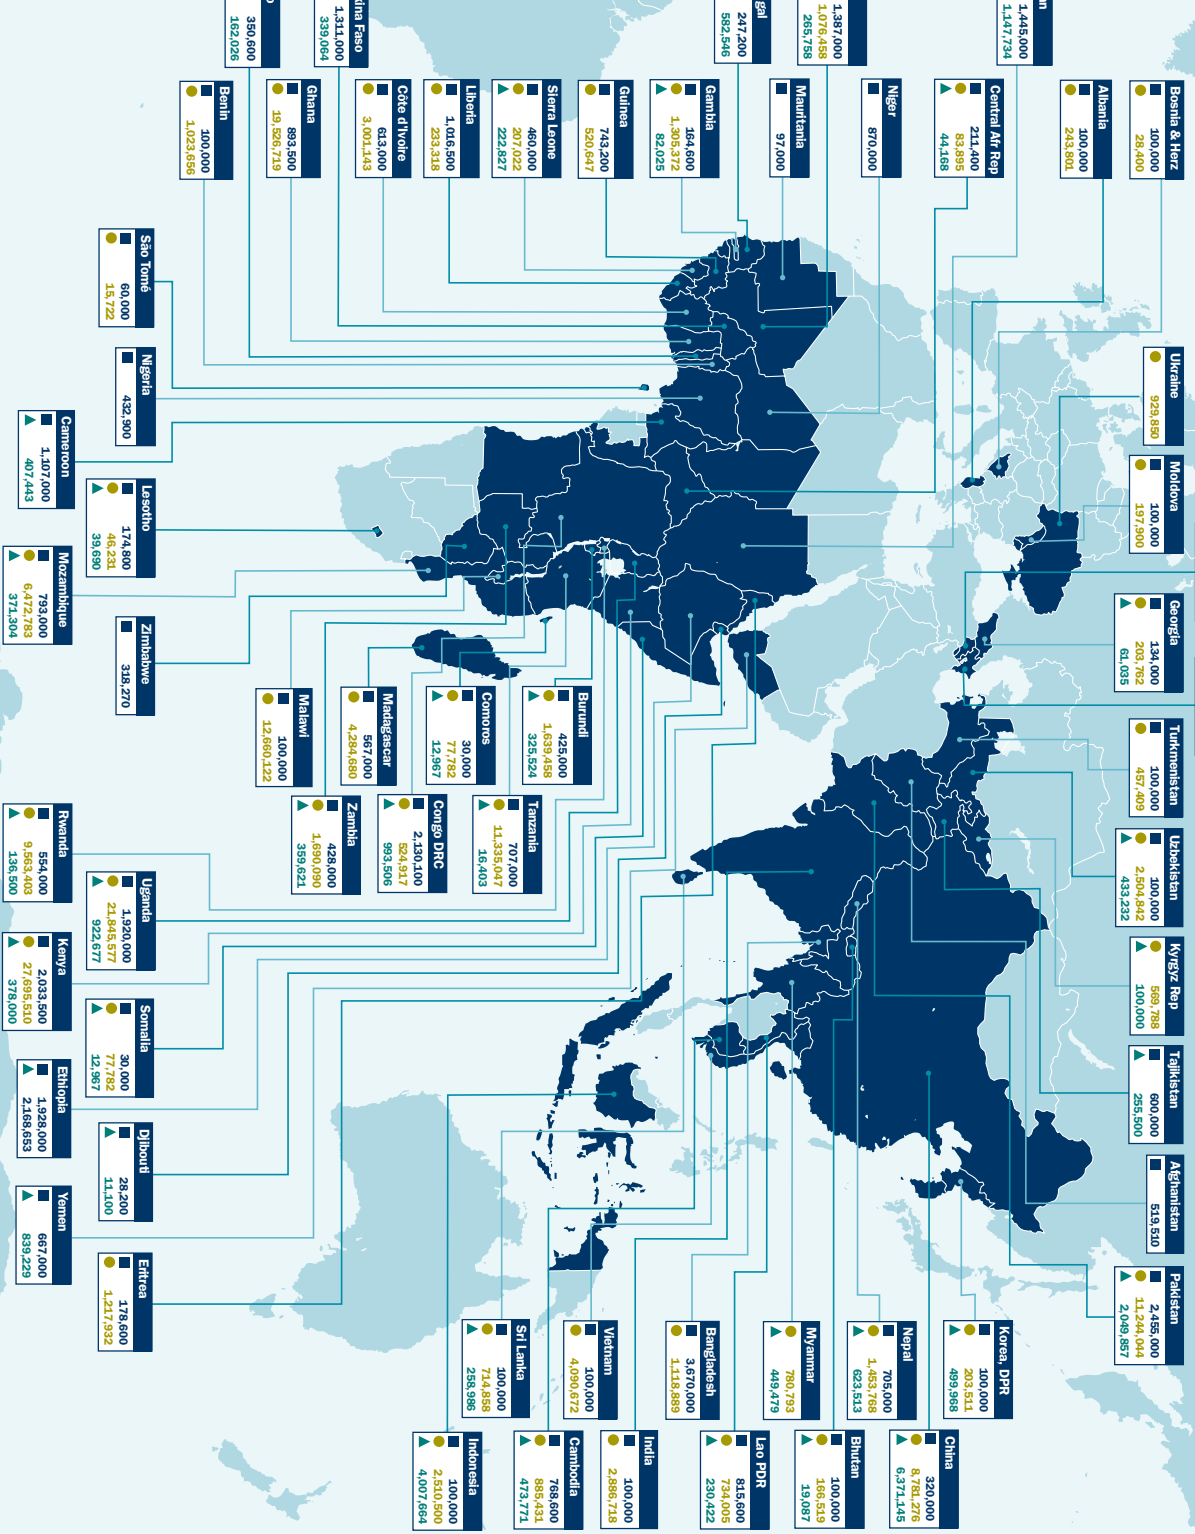 Bosnia & Herz
100,000
28,400
Ukraine
929,850
Moldova
100,000
197,900
Georgia
134,000
203,762
61,035
Turkmenistan
100,000
457,409
Uzbekistan
100,000
2,504,842
433,232
Kyrgyz Rep
569,788
100,000
Tajikistan
600,000
255,500
Afghanistan
519,510
Pakistan
2,455,000
11,244,044
2,049,857
Albania
100,000
243,801
an
1,445,000
1,147,734
Central Afr Rep
211,400
83,895
44,168
Niger
870,000
1,387,000
1,076,458
265,758
Mauritania
97,000
gal
247,200
582,546
Gambia
164,600
1,305,372
82,025
Guinea
743,200
520,647
Sierra Leone
460,000
207,022
222,827
Liberia
1,016,500
233,318
Côte d'Ivoire
613,000
3,001,143
kina Faso
1,311,000
339,064
Ghana
893,500
19,526,719
o
350,600
162,026
Benin
100,000
1,023,656
São Tomé
60,000
15,722
Nigeria
432,900
Cameroon
1,107,000
407,443
Lesotho
174,800
46,231
39,690
Mozambique
793,000
6,472,783
371,304
Zimbabwe
318,270
Burundi
425,000
1,639,458
325,524
Comoros
30,000
77,782
12,967
Madagascar
567,000
4,284,680
Malawi
100,000
12,660,122
Tanzania
707,000
11,335,047
16,403
Congo DRC
2,130,100
524,917
993,506
Zambia
428,000
1,690,090
359,621
Rwanda
554,000
9,563,403
136,500
Uganda
1,920,000
21,845,577
922,677
Kenya
2,033,500
27,695,510
378,000
Somalia
30,000
77,782
12,967
Ethiopia
1,928,000
2,168,653
Djibouti
28,200
11,100
Yemen
667,000
839,229
Eritrea
178,600
1,217,932
Korea, DPR
100,000
203,511
499,968
Nepal
705,000
1,453,768
623,513
Myanmar
780,793
449,479
Bangladesh
3,670,000
1,118,889
Vietnam
100,000
4,090,672
Sri Lanka
100,000
714,858
258,986
China
320,000
8,781,276
6,371,145
Bhutan
100,000
166,519
19,087
Lao PDR
815,600
734,005
230,422
India
100,000
2,886,718
Cambodia
768,600
885,431
473,771
Indonesia
100,000
2,510,500
4,007,664